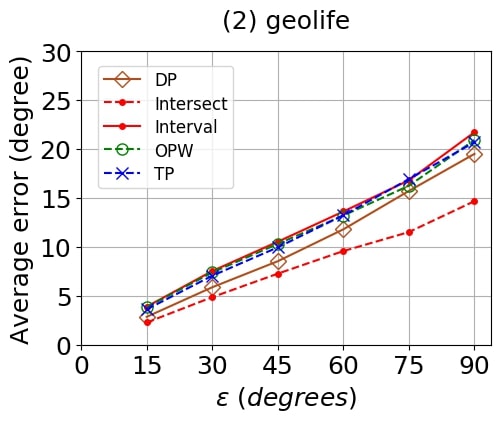 (2) geolife
Average error (degree)
30
25
20
15
10
5
0
DP
Intersect
Interval
OPW
TP
0 15 30 45 60 75 90
ε (degrees)